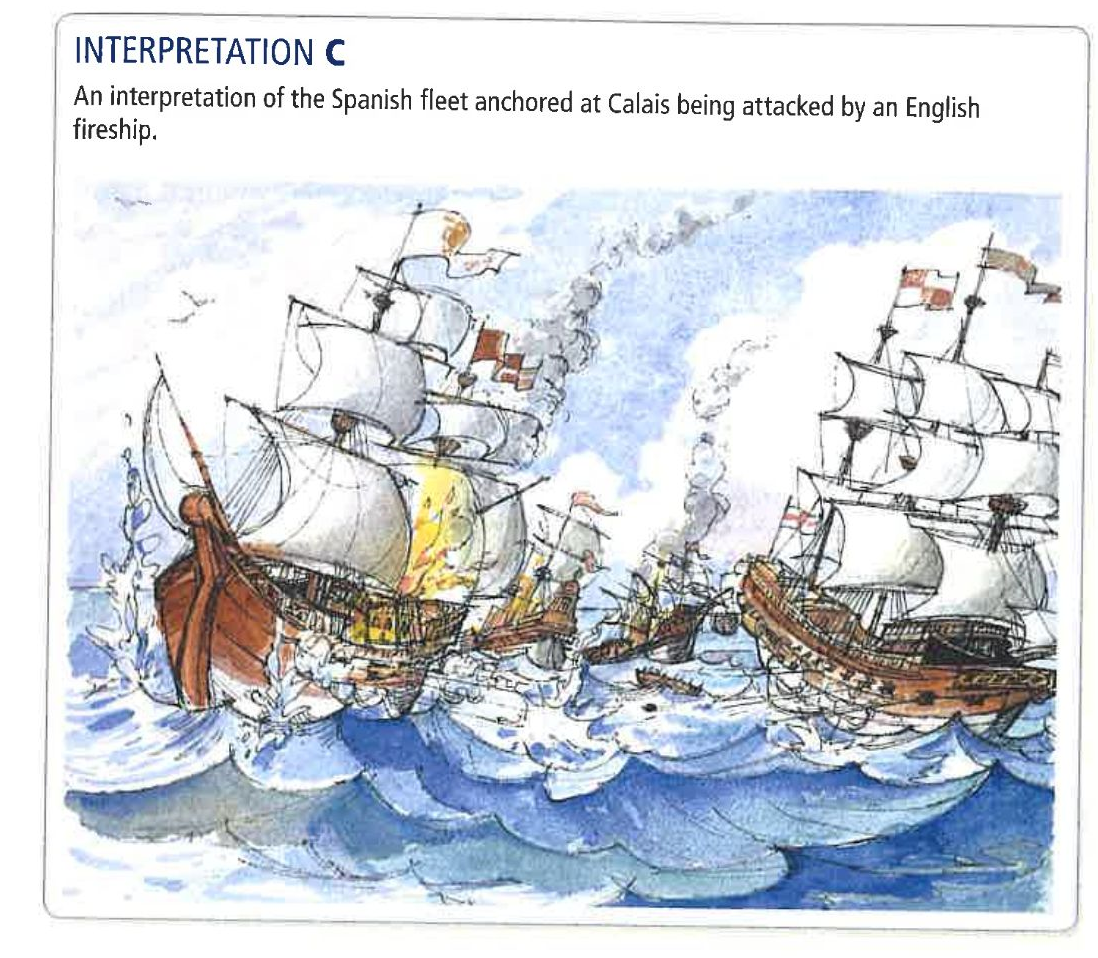 INTERPRETATION C
An interpretation of the Spanish fleet anchored at Calais being attacked by an English
fireship.